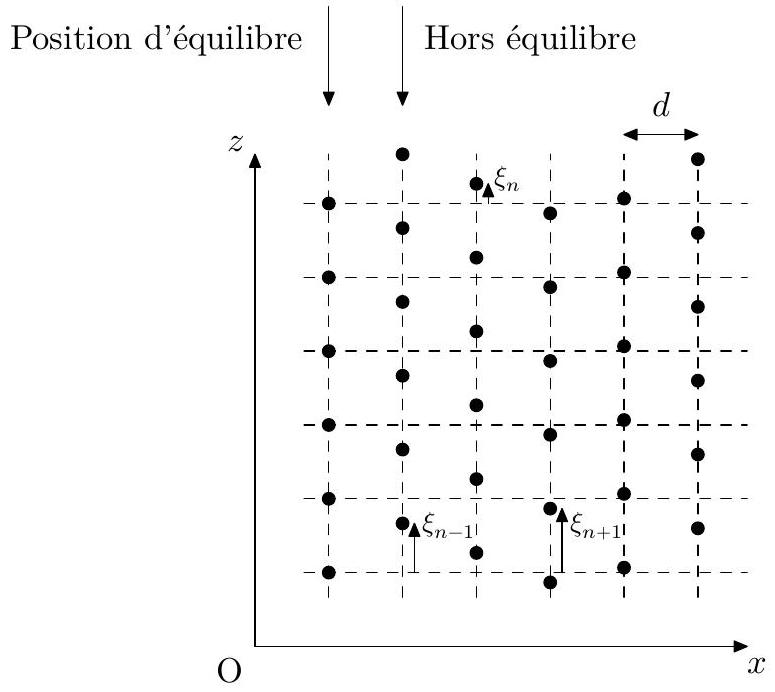 Position d'équilibre
Hors équilibre
d
z
ξₙ
ξₙ₋₁
ξₙ₊₁
O
x